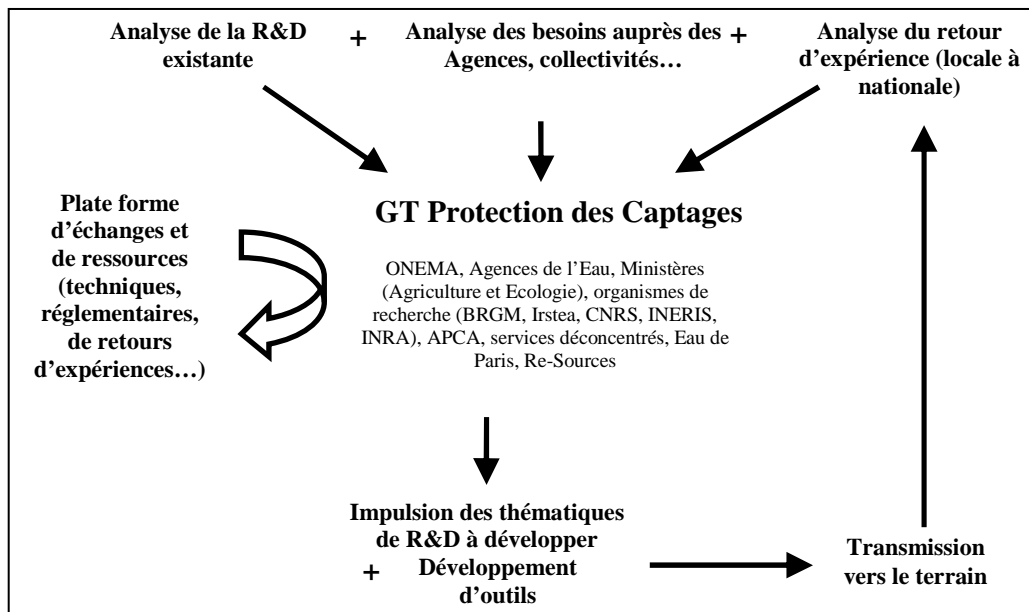 Analyse de la R&D
existante
+
Analyse des besoins auprès des
Agences, collectivités…
+
Analyse du retour
d'expérience (locale à
nationale)
Plate forme
d'échanges et
de ressources
(techniques,
réglementaires,
de retours
d'expériences…)
GT Protection des Captages
ONEMA, Agences de l'Eau, Ministères
(Agriculture et Ecologie), organismes de
recherche (BRGM, Irstea, CNRS, INERIS,
INRA), APCA, services déconcentrés, Eau de
Paris, Re-Sources
Impulsion des thématiques
de R&D à développer
+
Développement
d'outils
Transmission
vers le terrain